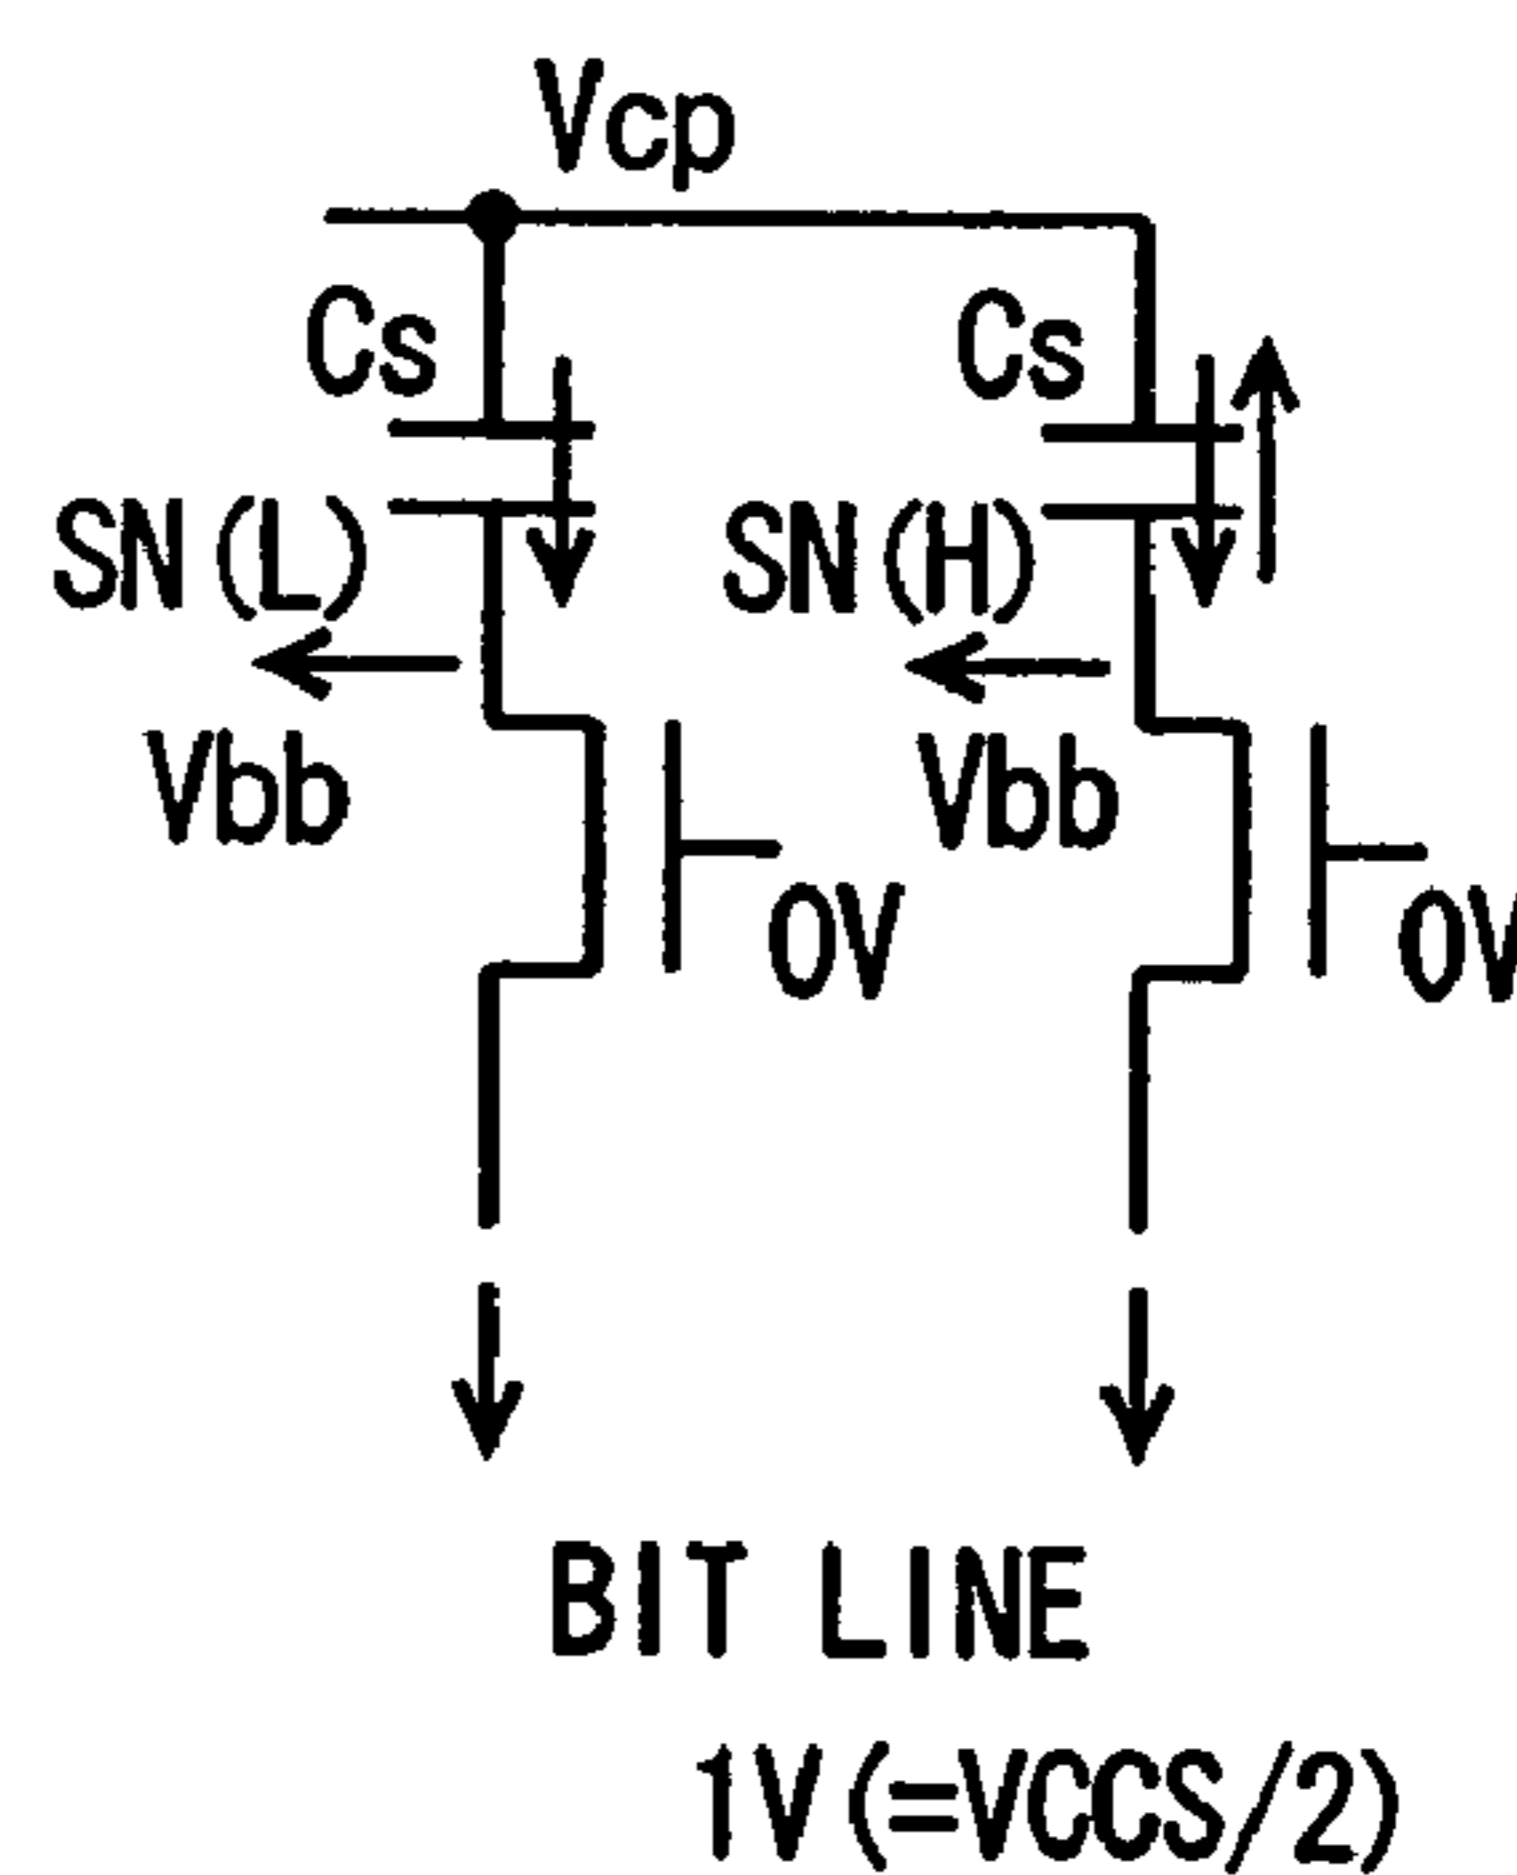 Vcp
Cs Cs
SN(L) SN(H)
Vbb Vbb
0V 0V
BIT LINE
1V(=VCCS/2)